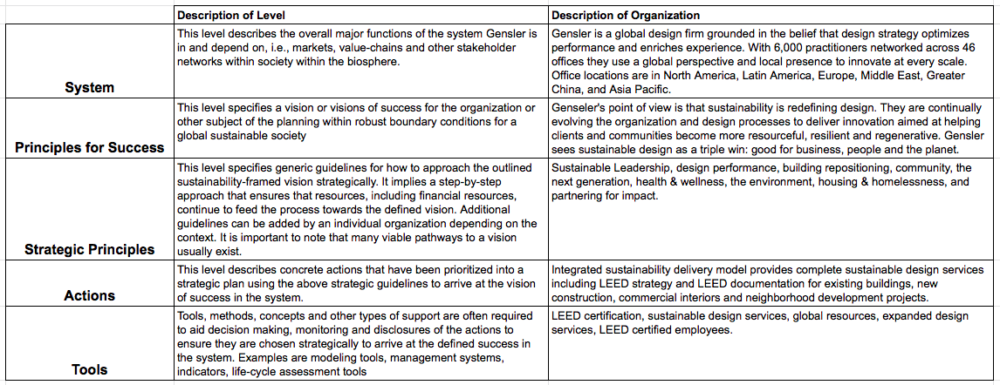 Description of Level
Description of Organization
System
This level describes the overall major functions of the system Gensler is
in and depend on, i.e., markets, value-chains and other stakeholder
networks within society within the biosphere.
Gensler is a global design firm grounded in the belief that design strategy optimizes
performance and enriches experience. With 6,000 practitioners networked across 46
offices they use a global perspective and local presence to innovate at every scale.
Office locations are in North America, Latin America, Europe, Middle East, Greater
China, and Asia Pacific.
Principles for Success
This level specifies a vision or visions of success for the organization or
other subject of the planning within robust boundary conditions for a
global sustainable society
Genseler's point of view is that sustainability is redefining design. They are continually
evolving the organization and design processes to deliver innovation aimed at helping
clients and communities become more resourceful, resilient and regenerative. Gensler
sees sustainable design as a triple win: good for business, people and the planet.
Strategic Principles
This level specifies generic guidelines for how to approach the outlined
sustainability-framed vision strategically. It implies a step-by-step
approach that ensures that resources, including financial resources,
continue to feed the process towards the defined vision. Additional
guidelines can be added by an individual organization depending on the
context. It is important to note that many viable pathways to a vision
usually exist.
Sustainable Leadership, design performance, building repositioning, community, the
next generation, health & wellness, the environment, housing & homelessness, and
partnering for impact.
Actions
This level describes concrete actions that have been prioritized into a
strategic plan using the above strategic guidelines to arrive at the vision
of success in the system.
Integrated sustainability delivery model provides complete sustainable design services
including LEED strategy and LEED documentation for existing buildings, new
construction, commercial interiors and neighborhood development projects.
Tools
Tools, methods, concepts and other types of support are often required
to aid decision making, monitoring and disclosures of the actions to
ensure they are chosen strategically to arrive at the defined success in
the system. Examples are modeling tools, management systems,
indicators, life-cycle assessment tools
LEED certification, sustainable design services, global resources, expanded design
services, LEED certified employees.